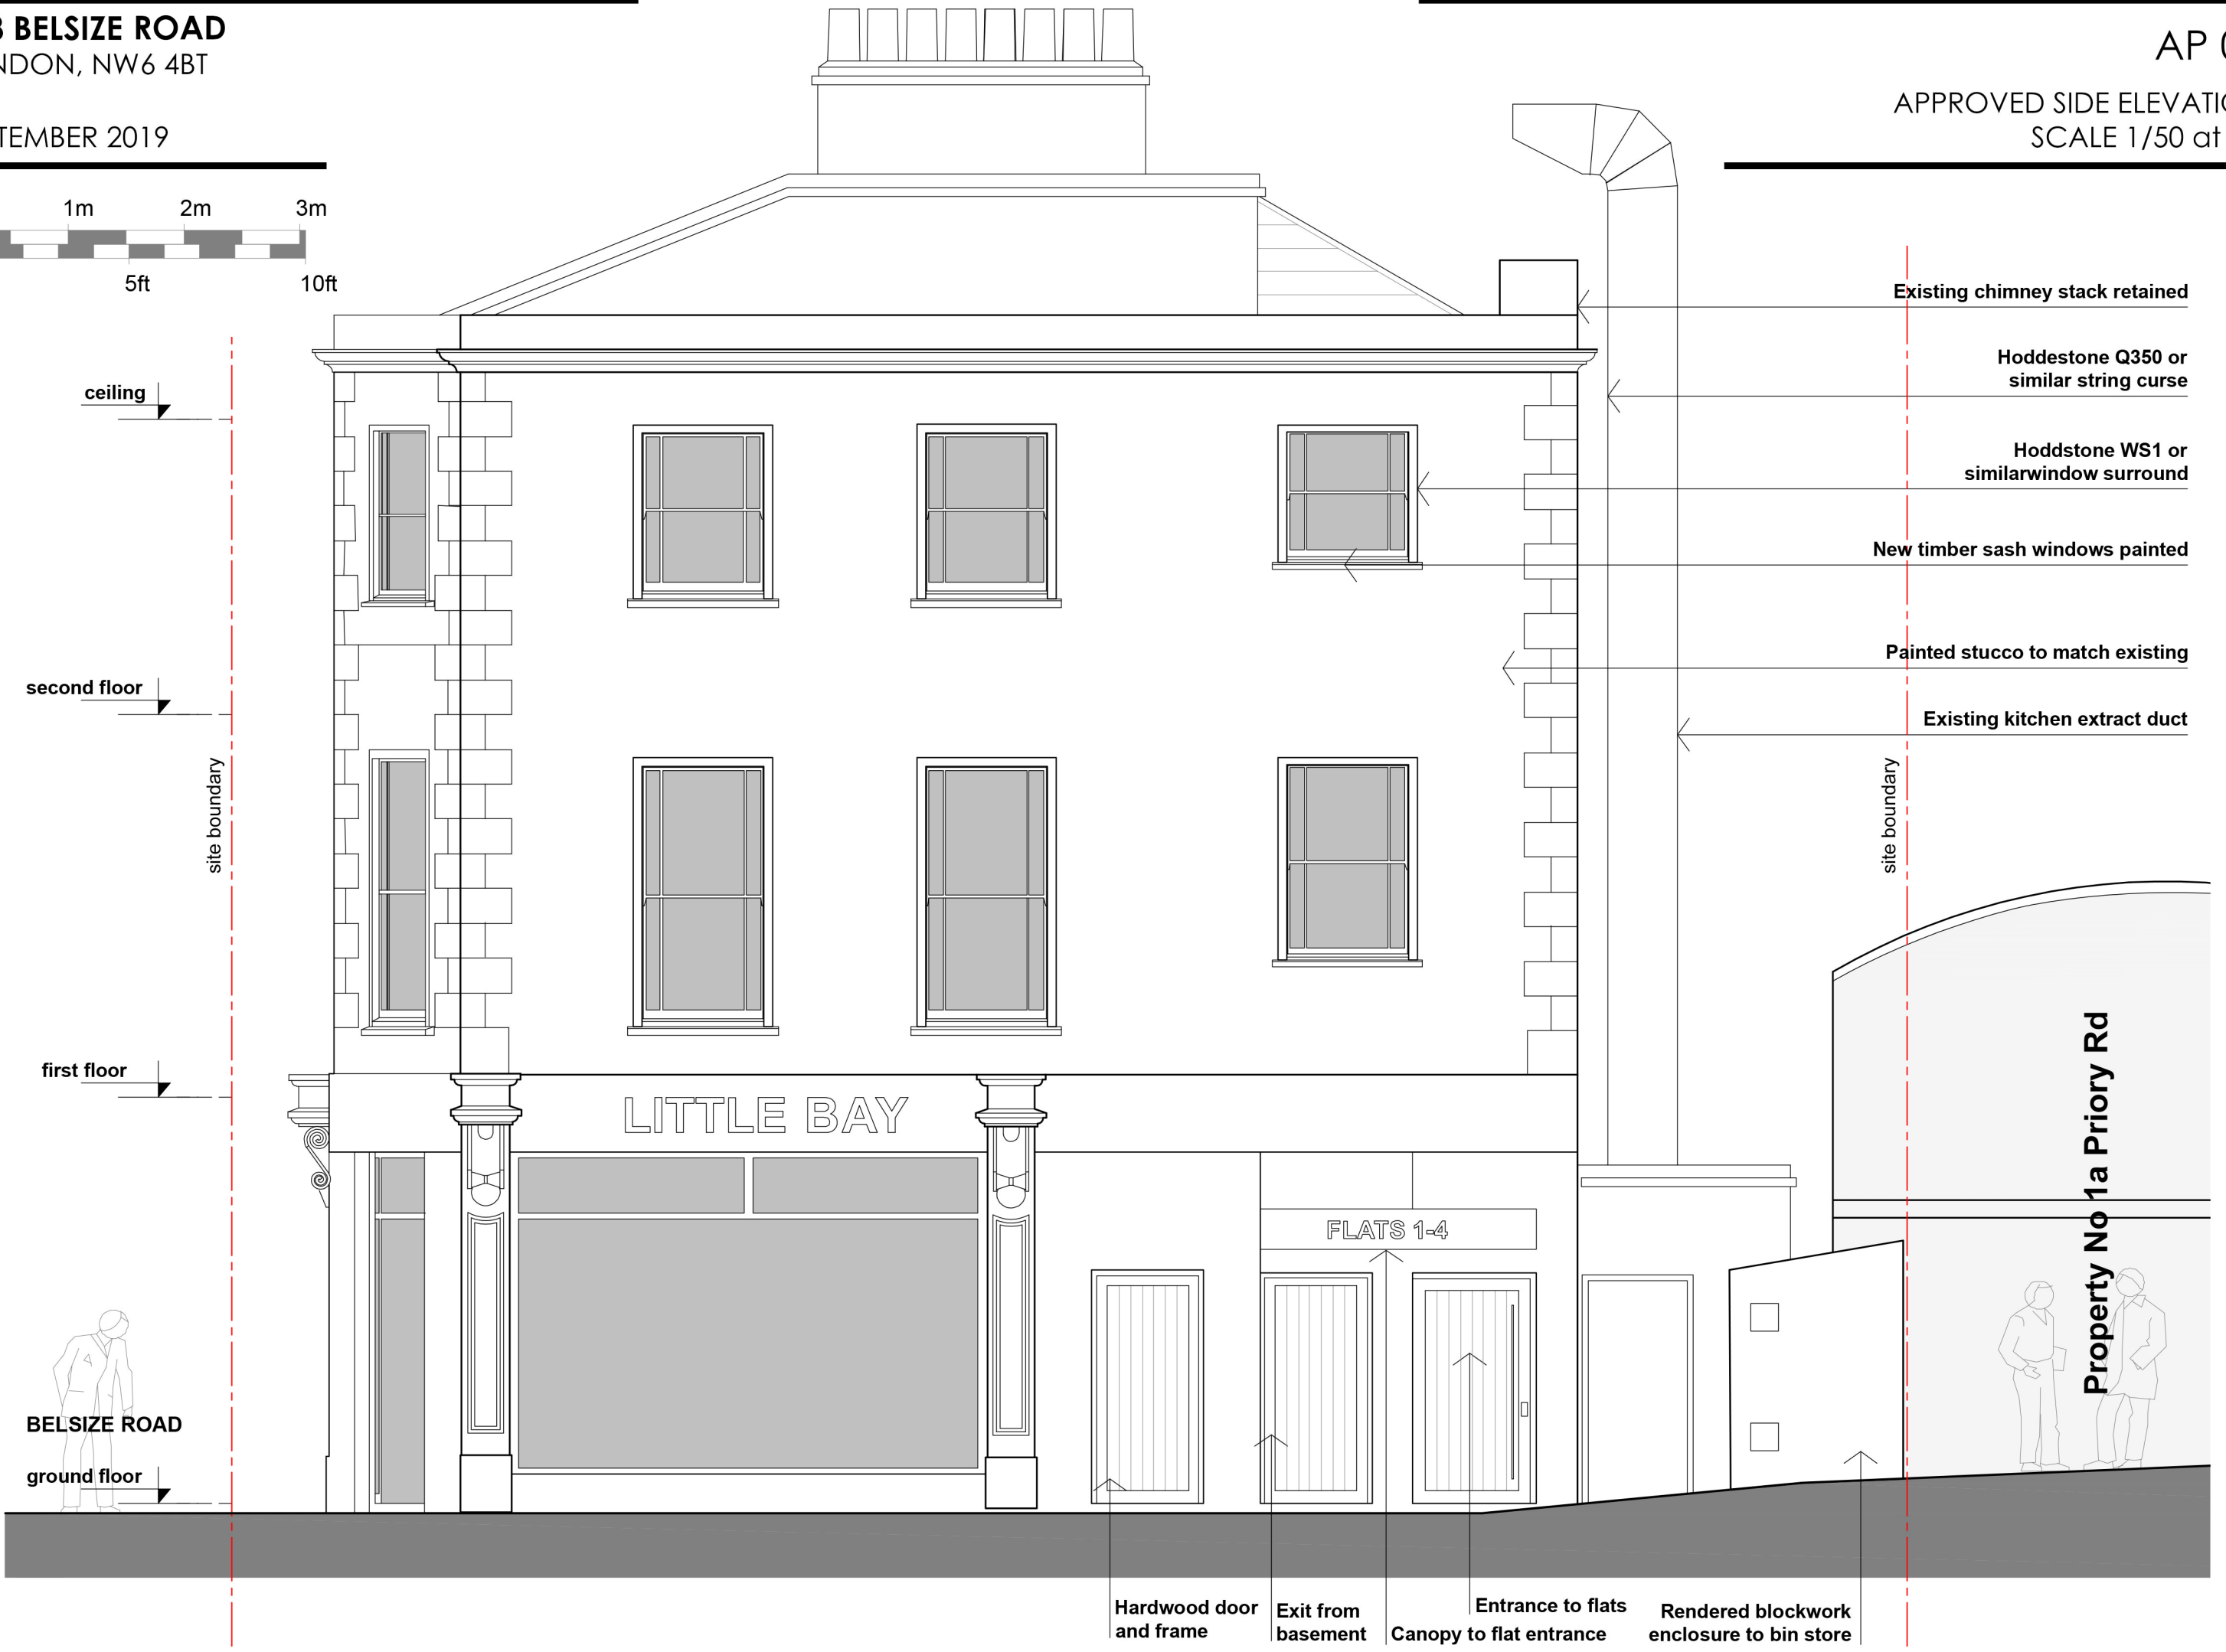 BELSIZE ROAD
NDON, NW6 4BT
TEMBER 2019
AP
APPROVED SIDE ELEVATIO
SCALE 1/50 at
1m 2m 3m
5ft 10ft
Existing chimney stack retained
Hoddestone Q350 or
similar string curse
Hoddstone WS1 or
similarwindow surround
New timber sash windows painted
Painted stucco to match existing
Existing kitchen extract duct
ceiling
second floor
first floor
ground floor
site boundary
site boundary
BELSIZE ROAD
LITTLE BAY
FLATS 1-4
Property No 1a Priory Rd
Hardwood door
and frame
Exit from
basement
Canopy to flat entrance
Entrance to flats
Rendered blockwork
enclosure to bin store